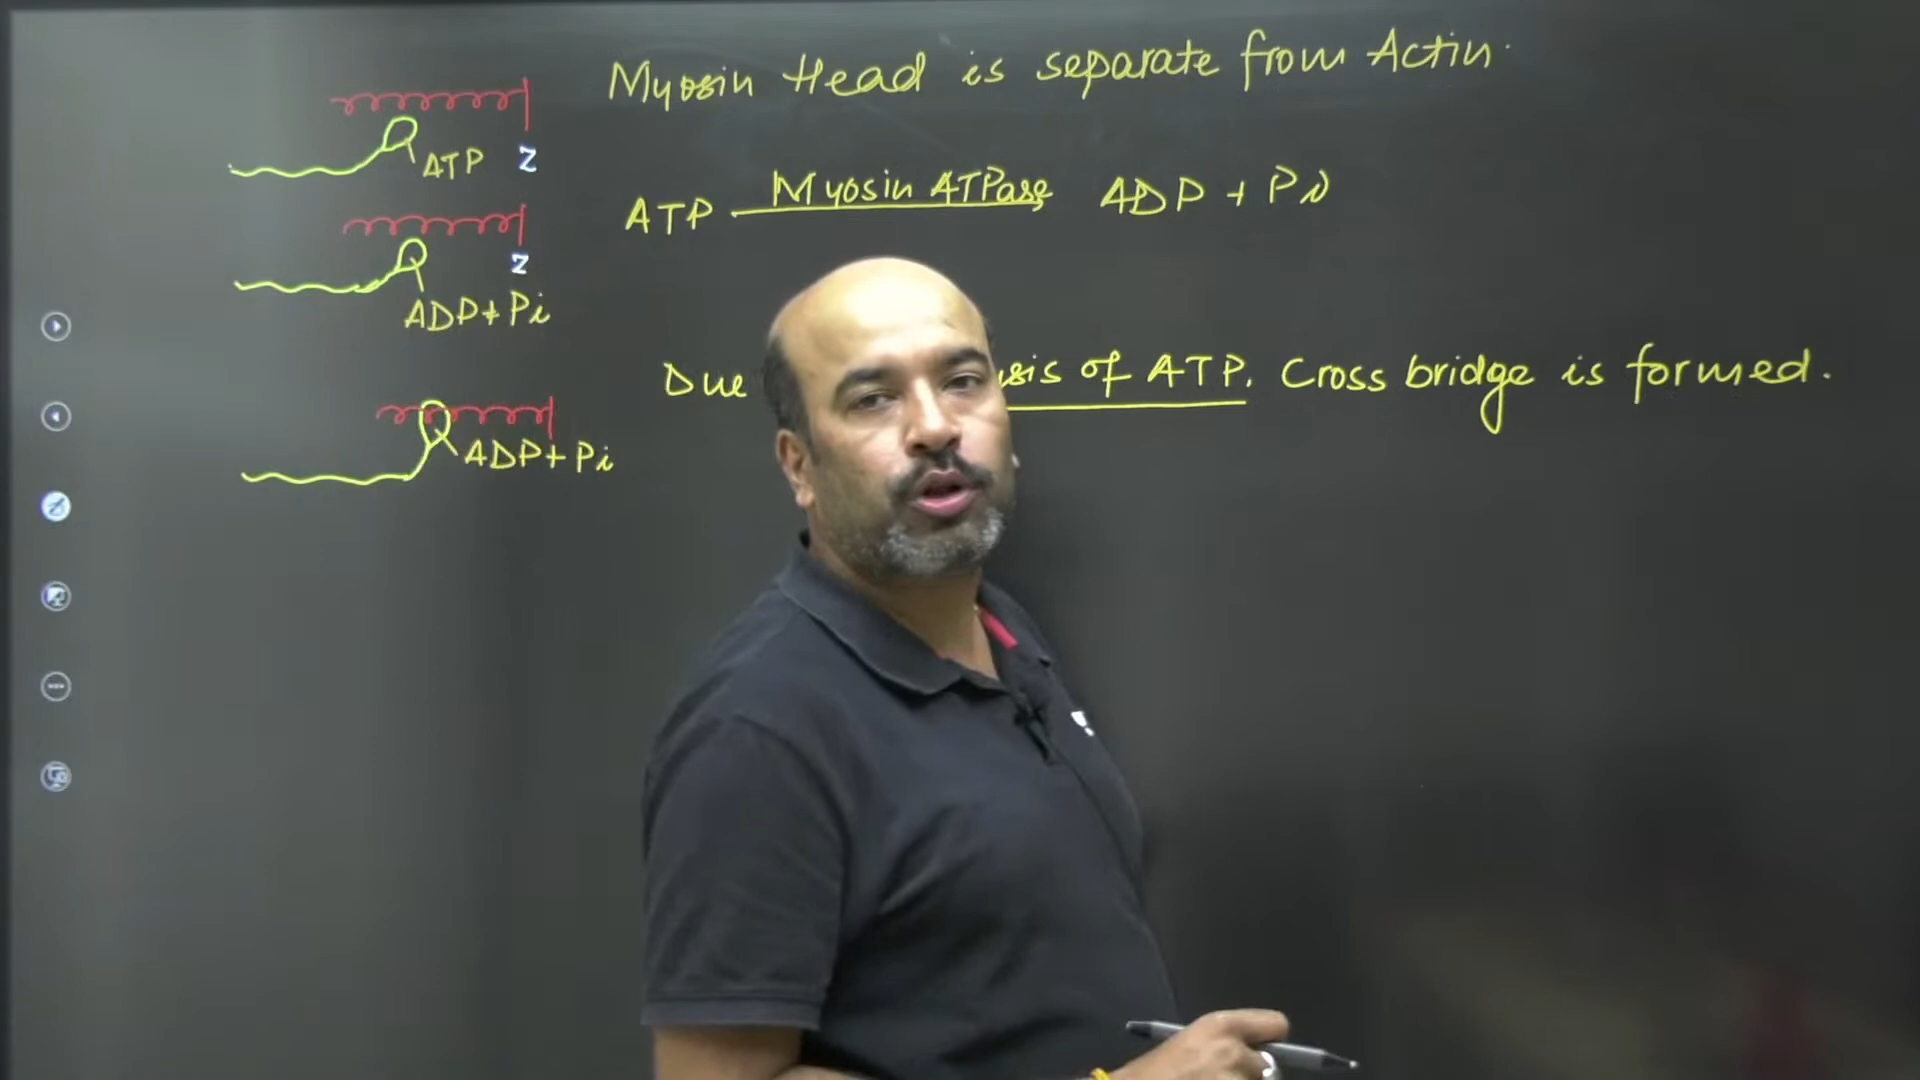 Myosin Head is separate from Actin.
ATP Z
ATP Myosin ATPase ADP + Pi
Z
ADP + Pi
Due of ATP. Cross bridge is formed.
ADP + Pi